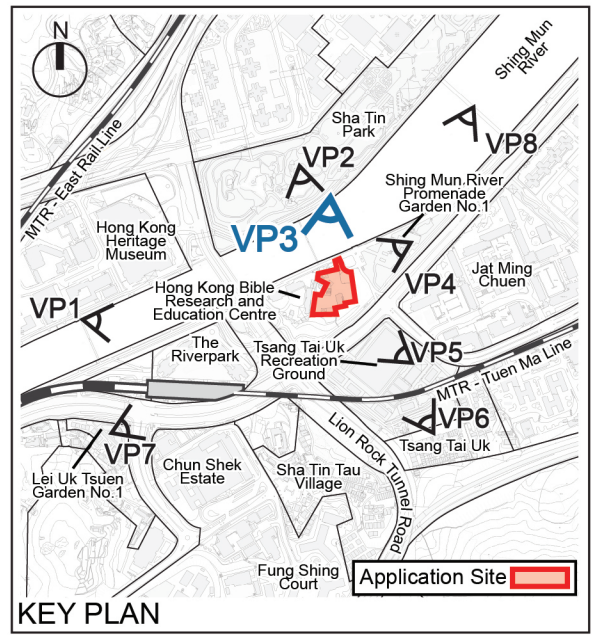 N
Shing Mun
River
Sha Tin
Park
VP8
VP2
MTR - East Rail Line
Shing Mun River
Promenade
Garden No.1
VP3
Hong Kong
Heritage
Museum
VP4
Jat Ming
Chuen
Hong Kong Bible
Research and
Education Centre
VP1
The
Riverpark
Tsang Tai Uk
Recreation
Ground
VP5
MTR - Tuen Ma Line
VP6
Tsang Tai Uk
VP7
Lion Rock Tunnel Road
Lei Uk Tsuen
Garden No.1
Chun Shek
Estate
Sha Tin Tau
Village
Fung Shing
Court
Application Site
KEY PLAN